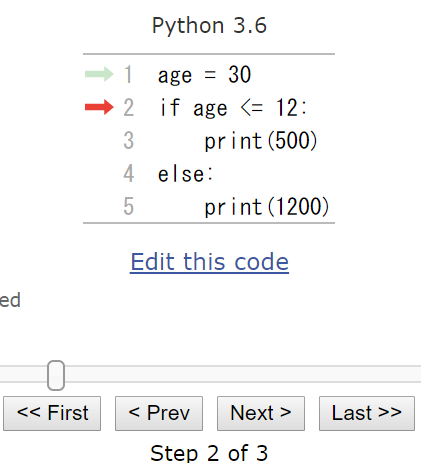 Python 3.6
1 age = 30
2 if age <= 12:
3     print(500)
4 else:
5     print(1200)
Edit this code
ed
<< First < Prev Next > Last >>
Step 2 of 3